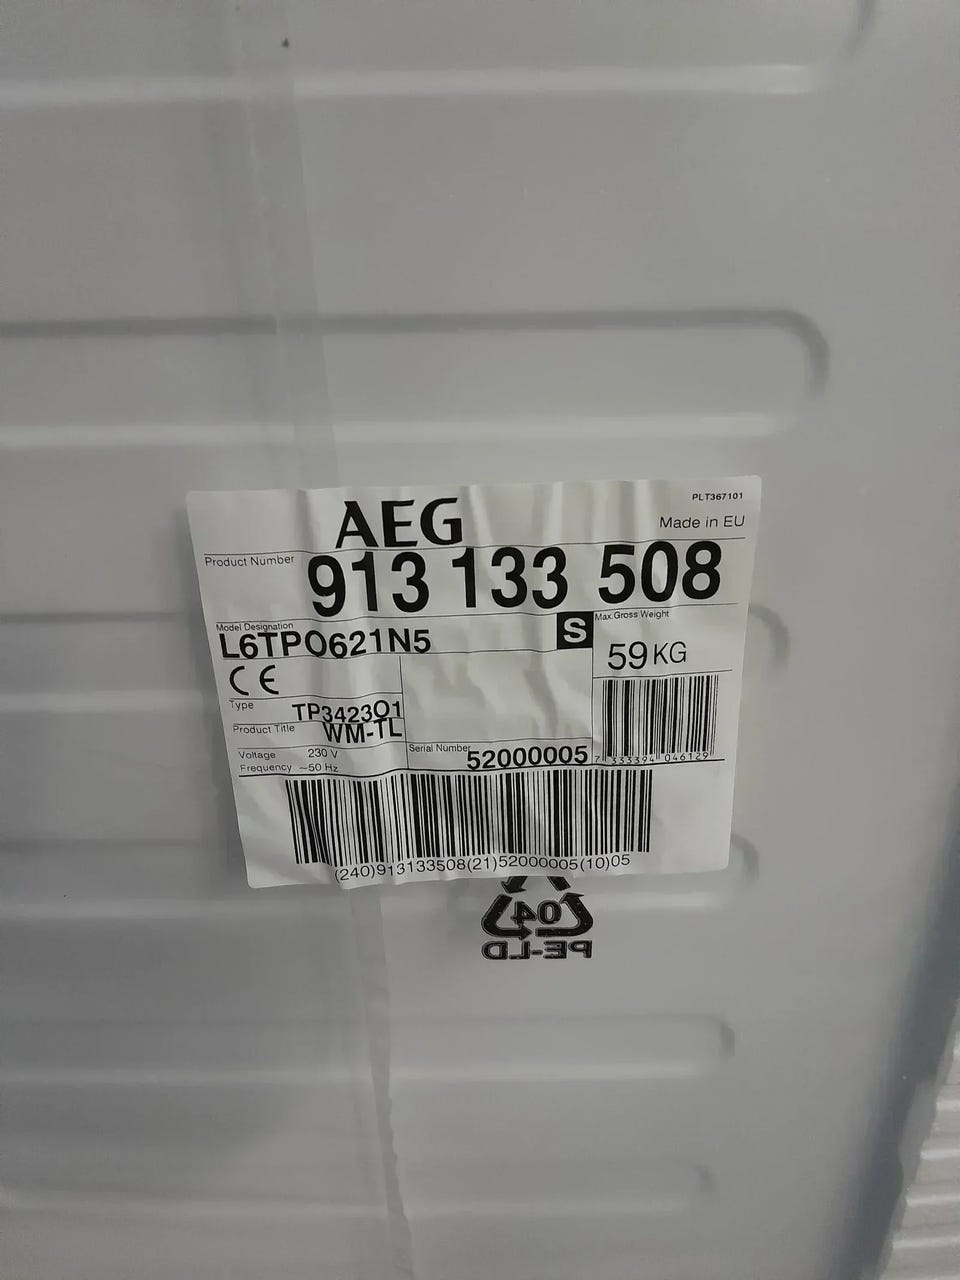 PLT367101
AEG
Made in EU
Product Number 913 133 508
Model Designation
L6TPO621N5
S
Max.Gross Weight
59KG
CE
Type TP3423O1
Product Title WM-TL
Voltage 230 V
Frequency ~50 Hz
Serial Number 52000005
7 333394 046129
(240)913133508(21)52000005(10)05
04
PE-LD